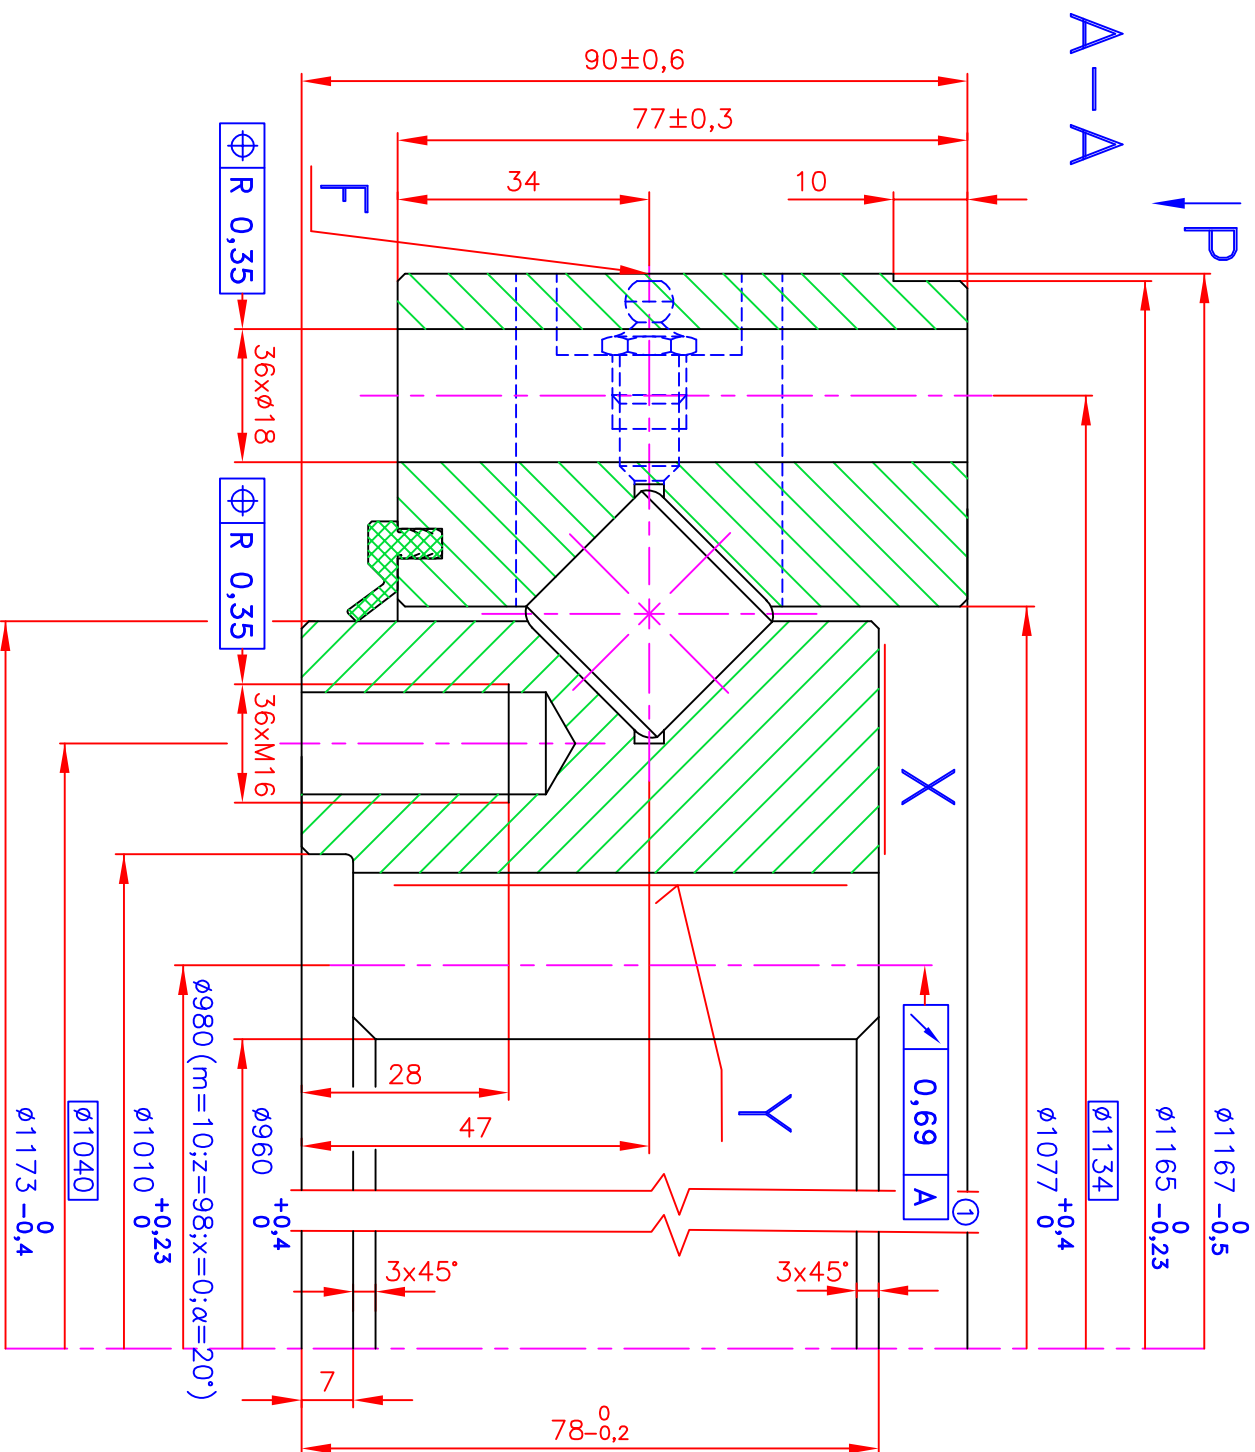 A–A
P
90±0,6
77±0,3
34
10
F
⌖ R 0,35
36xø18
⌖ R 0,35
36xM16
X
Y
↗ 0,69 A
1
28
47
3x45°
3x45°
7
78 0 -0,2
ø1167 0 -0,5
ø1165 0 -0,23
ø1134
ø1077 +0,4 0
ø960 +0,4 0
ø980(m=10;z=98;x=0;α=20°)
ø1010 +0,23 0
ø1040
ø1173 0 -0,4